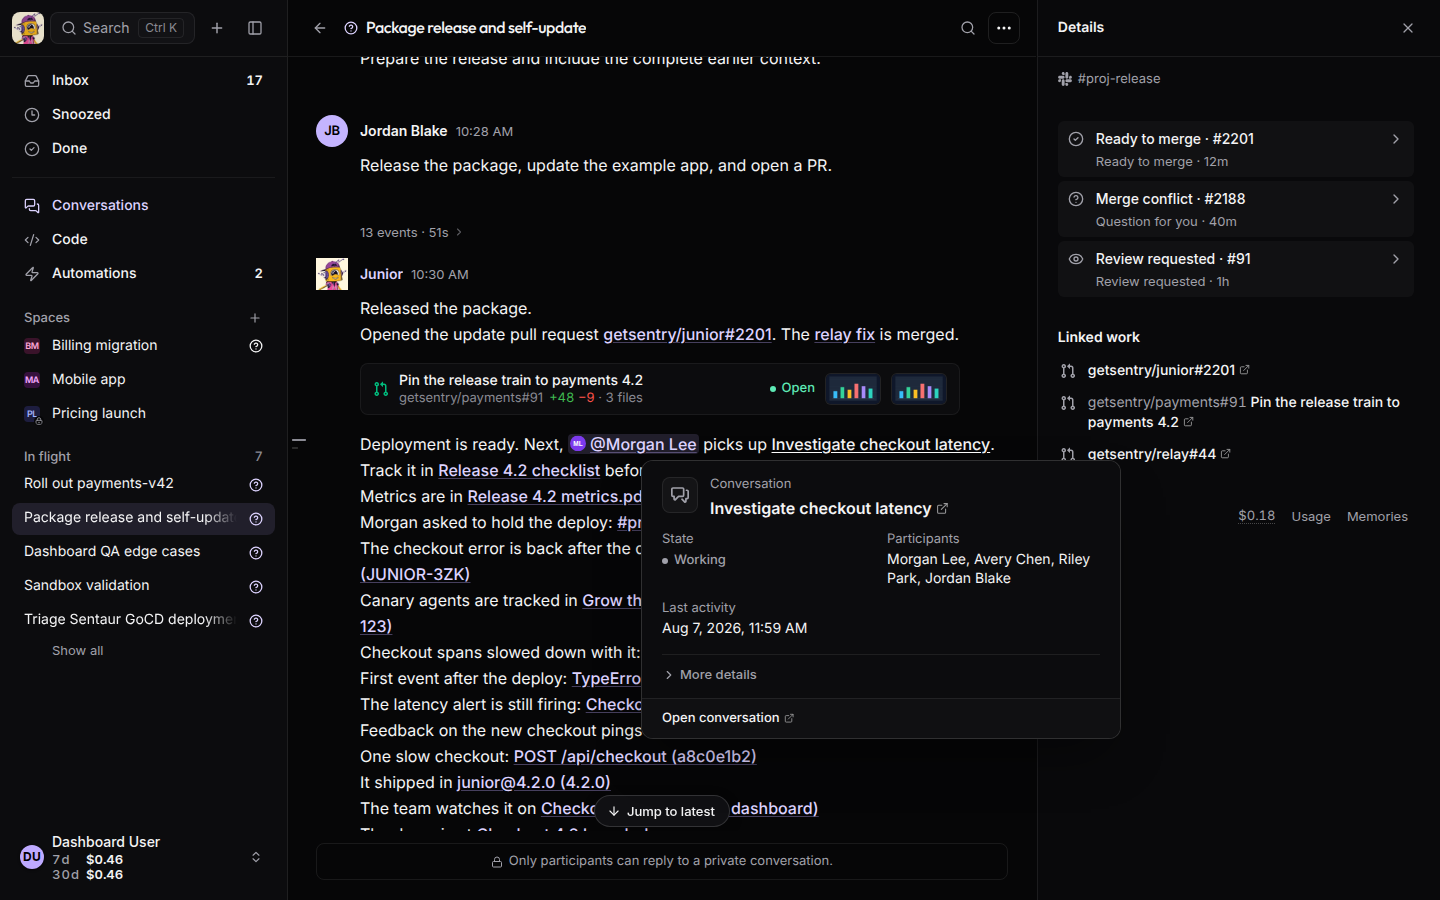 Search Ctrl K
Inbox 17
Snoozed
Done
Conversations
Code
Automations 2
Spaces
BM Billing migration
MA Mobile app
PL Pricing launch
In flight 7
Roll out payments-v42
Package release and self-updat
Dashboard QA edge cases
Sandbox validation
Triage Sentaur GoCD deployme
Show all
DU Dashboard User
7d $0.46
30d $0.46
Package release and self-update
Prepare the release and include the complete earlier context.
JB Jordan Blake 10:28 AM
Release the package, update the example app, and open a PR.
13 events · 51s
Junior 10:30 AM
Released the package.
Opened the update pull request getsentry/junior#2201. The relay fix is merged.
Pin the release train to payments 4.2
getsentry/payments#91 +48 −9 · 3 files
Open
Deployment is ready. Next, ML @Morgan Lee picks up Investigate checkout latency.
Track it in Release 4.2 checklist befor
Metrics are in Release 4.2 metrics.pd
Morgan asked to hold the deploy: #pr
The checkout error is back after the
(JUNIOR-3ZK)
Canary agents are tracked in Grow th
123)
Checkout spans slowed down with it:
First event after the deploy: TypeErro
The latency alert is still firing: Checko
Feedback on the new checkout pings
One slow checkout: POST /api/checkout (a8c0e1b2)
It shipped in junior@4.2.0 (4.2.0)
The team watches it on Checko dashboard)
Jump to latest
Only participants can reply to a private conversation.
Conversation
Investigate checkout latency
State
Working
Participants
Morgan Lee, Avery Chen, Riley
Park, Jordan Blake
Last activity
Aug 7, 2026, 11:59 AM
More details
Open conversation
Details
#proj-release
Ready to merge · #2201
Ready to merge · 12m
Merge conflict · #2188
Question for you · 40m
Review requested · #91
Review requested · 1h
Linked work
getsentry/junior#2201
getsentry/payments#91 Pin the release train to
payments 4.2
getsentry/relay#44
$0.18 Usage Memories